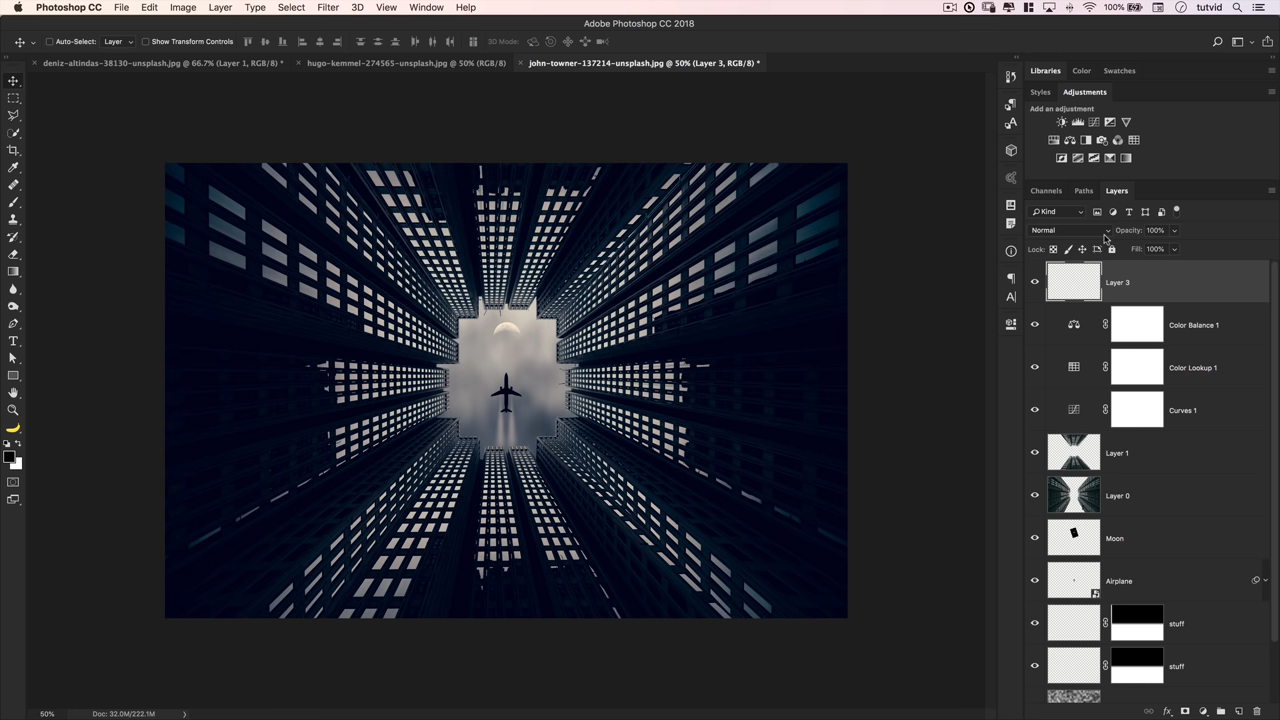 Photoshop CC File Edit Image Layer Type Select Filter 3D View Window Help 100% tutvid
Adobe Photoshop CC 2018
Auto-Select: Layer Show Transform Controls 3D Mode:
deniz-altindas-38130-unsplash.jpg @ 66.7% (Layer 1, RGB/8) * hugo-kemmel-274565-unsplash.jpg @ 50% (RGB/8) john-towner-137214-unsplash.jpg @ 50% (Layer 3, RGB/8) *
Libraries Color Swatches
Styles Adjustments
Add an adjustment
Channels Paths Layers
Kind
Normal Opacity: 100%
Lock: Fill: 100%
Layer 3
Color Balance 1
Color Lookup 1
Curves 1
Layer 1
Layer 0
Moon
Airplane
stuff
stuff
50% Doc: 32.0M/222.1M